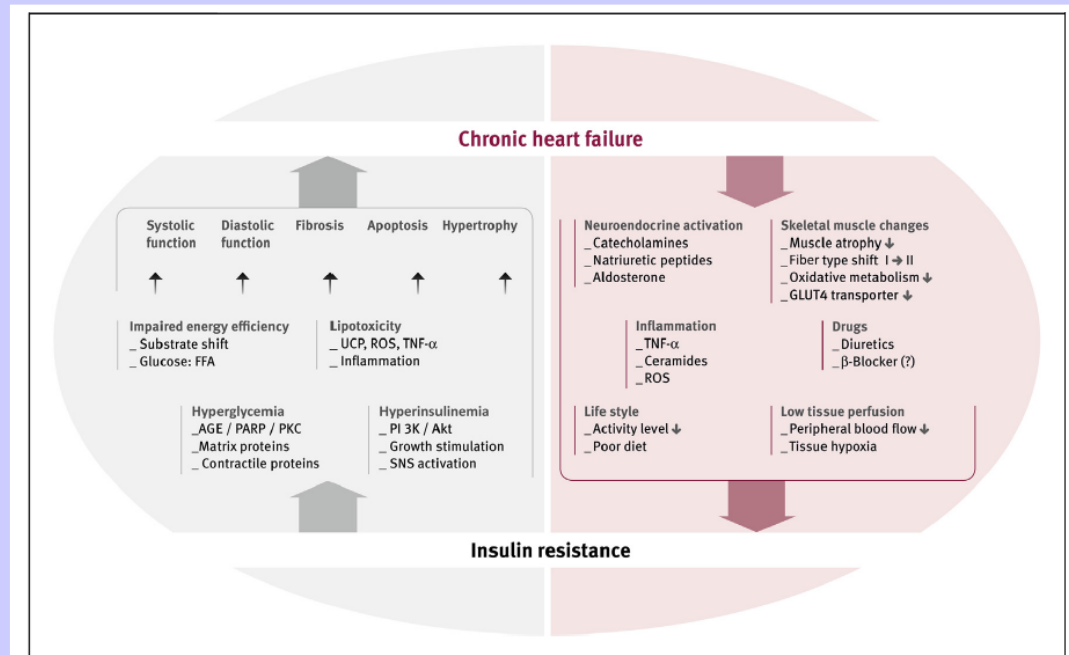 Chronic heart failure
Systolic function
Diastolic function
Fibrosis
Apoptosis
Hypertrophy
Impaired energy efficiency
_ Substrate shift
_ Glucose: FFA
Lipotoxicity
_ UCP, ROS, TNF-α
_ Inflammation
Hyperglycemia
_AGE / PARP / PKC
_Matrix proteins
_ Contractile proteins
Hyperinsulinemia
_ PI 3K / Akt
_ Growth stimulation
_ SNS activation
Neuroendocrine activation
_Catecholamines
_Natriuretic peptides
_Aldosterone
Skeletal muscle changes
_Muscle atrophy ↓
_Fiber type shift I → II
_Oxidative metabolism ↓
_GLUT4 transporter ↓
Inflammation
_TNF-α
_Ceramides
_ROS
Drugs
_Diuretics
_β-Blocker (?)
Life style
_Activity level ↓
_Poor diet
Low tissue perfusion
_Peripheral blood flow ↓
_Tissue hypoxia
Insulin resistance